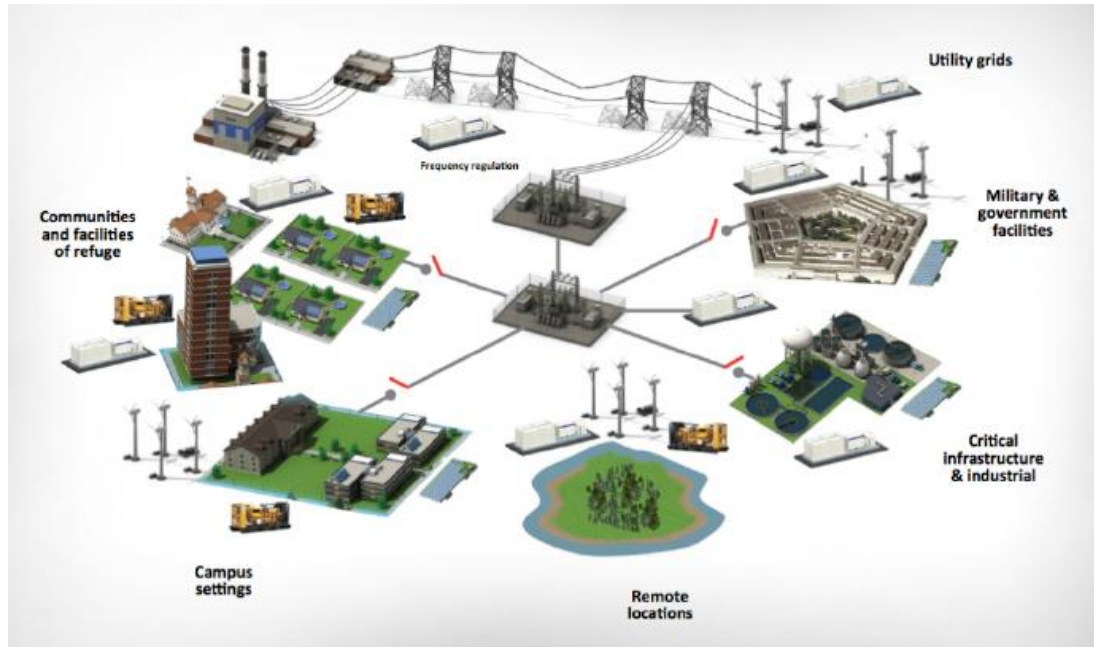 Utility grids
Frequency regulation
Communities
and facilities
of refuge
Military &
government
facilities
Critical
infrastructure
& industrial
Campus
settings
Remote
locations